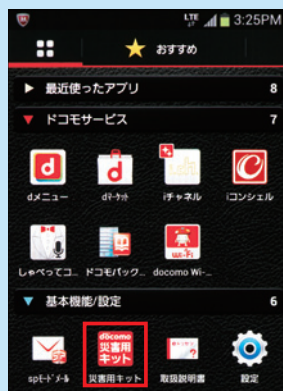 LTE 3:25PM
おすすめ
▶ 最近使ったアプリ 8
▼ ドコモサービス 7
dメニュー dマーケット iチャネル iコンシェル
しゃべってコ... ドコモバック... docomo Wi-...
▼ 基本機能/設定 6
docomo
災害用
キット
spモードメール 災害用キット 取扱説明書 設定